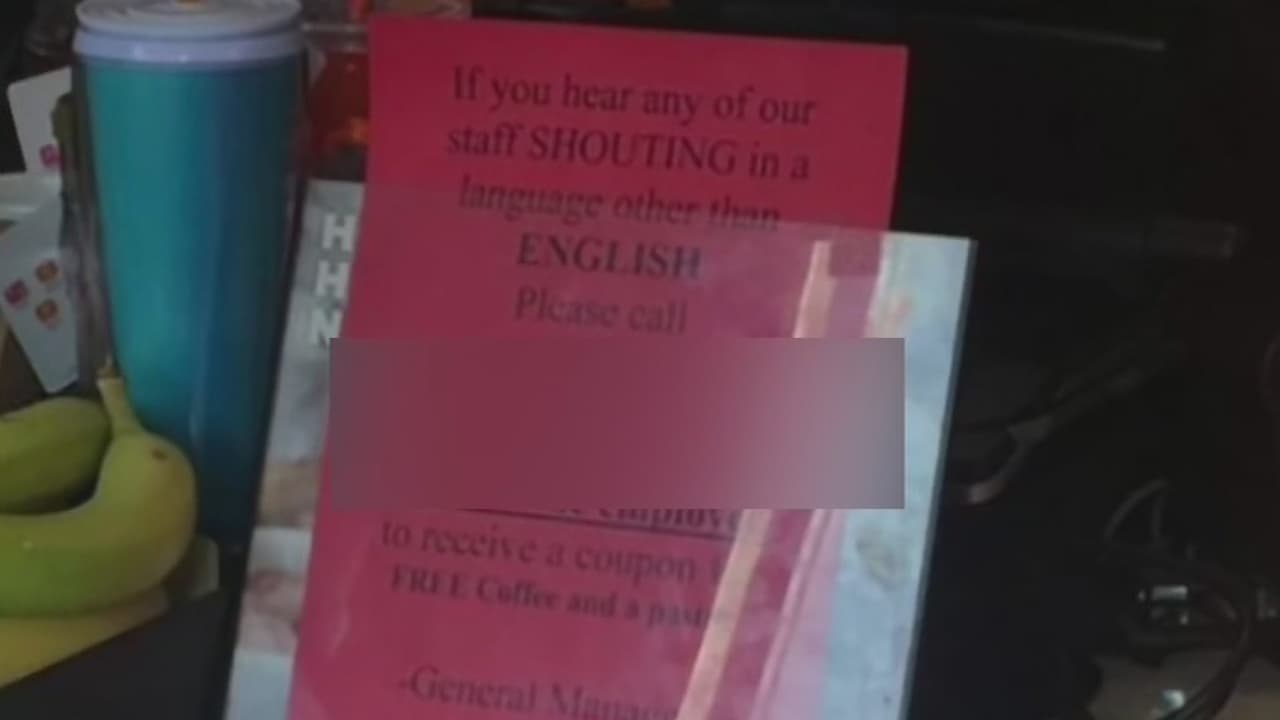 If you hear any of our
staff SHOUTING in a
language other than
ENGLISH
Please call
to receive a coupon
FREE Coffee and a
-General
H
H
N